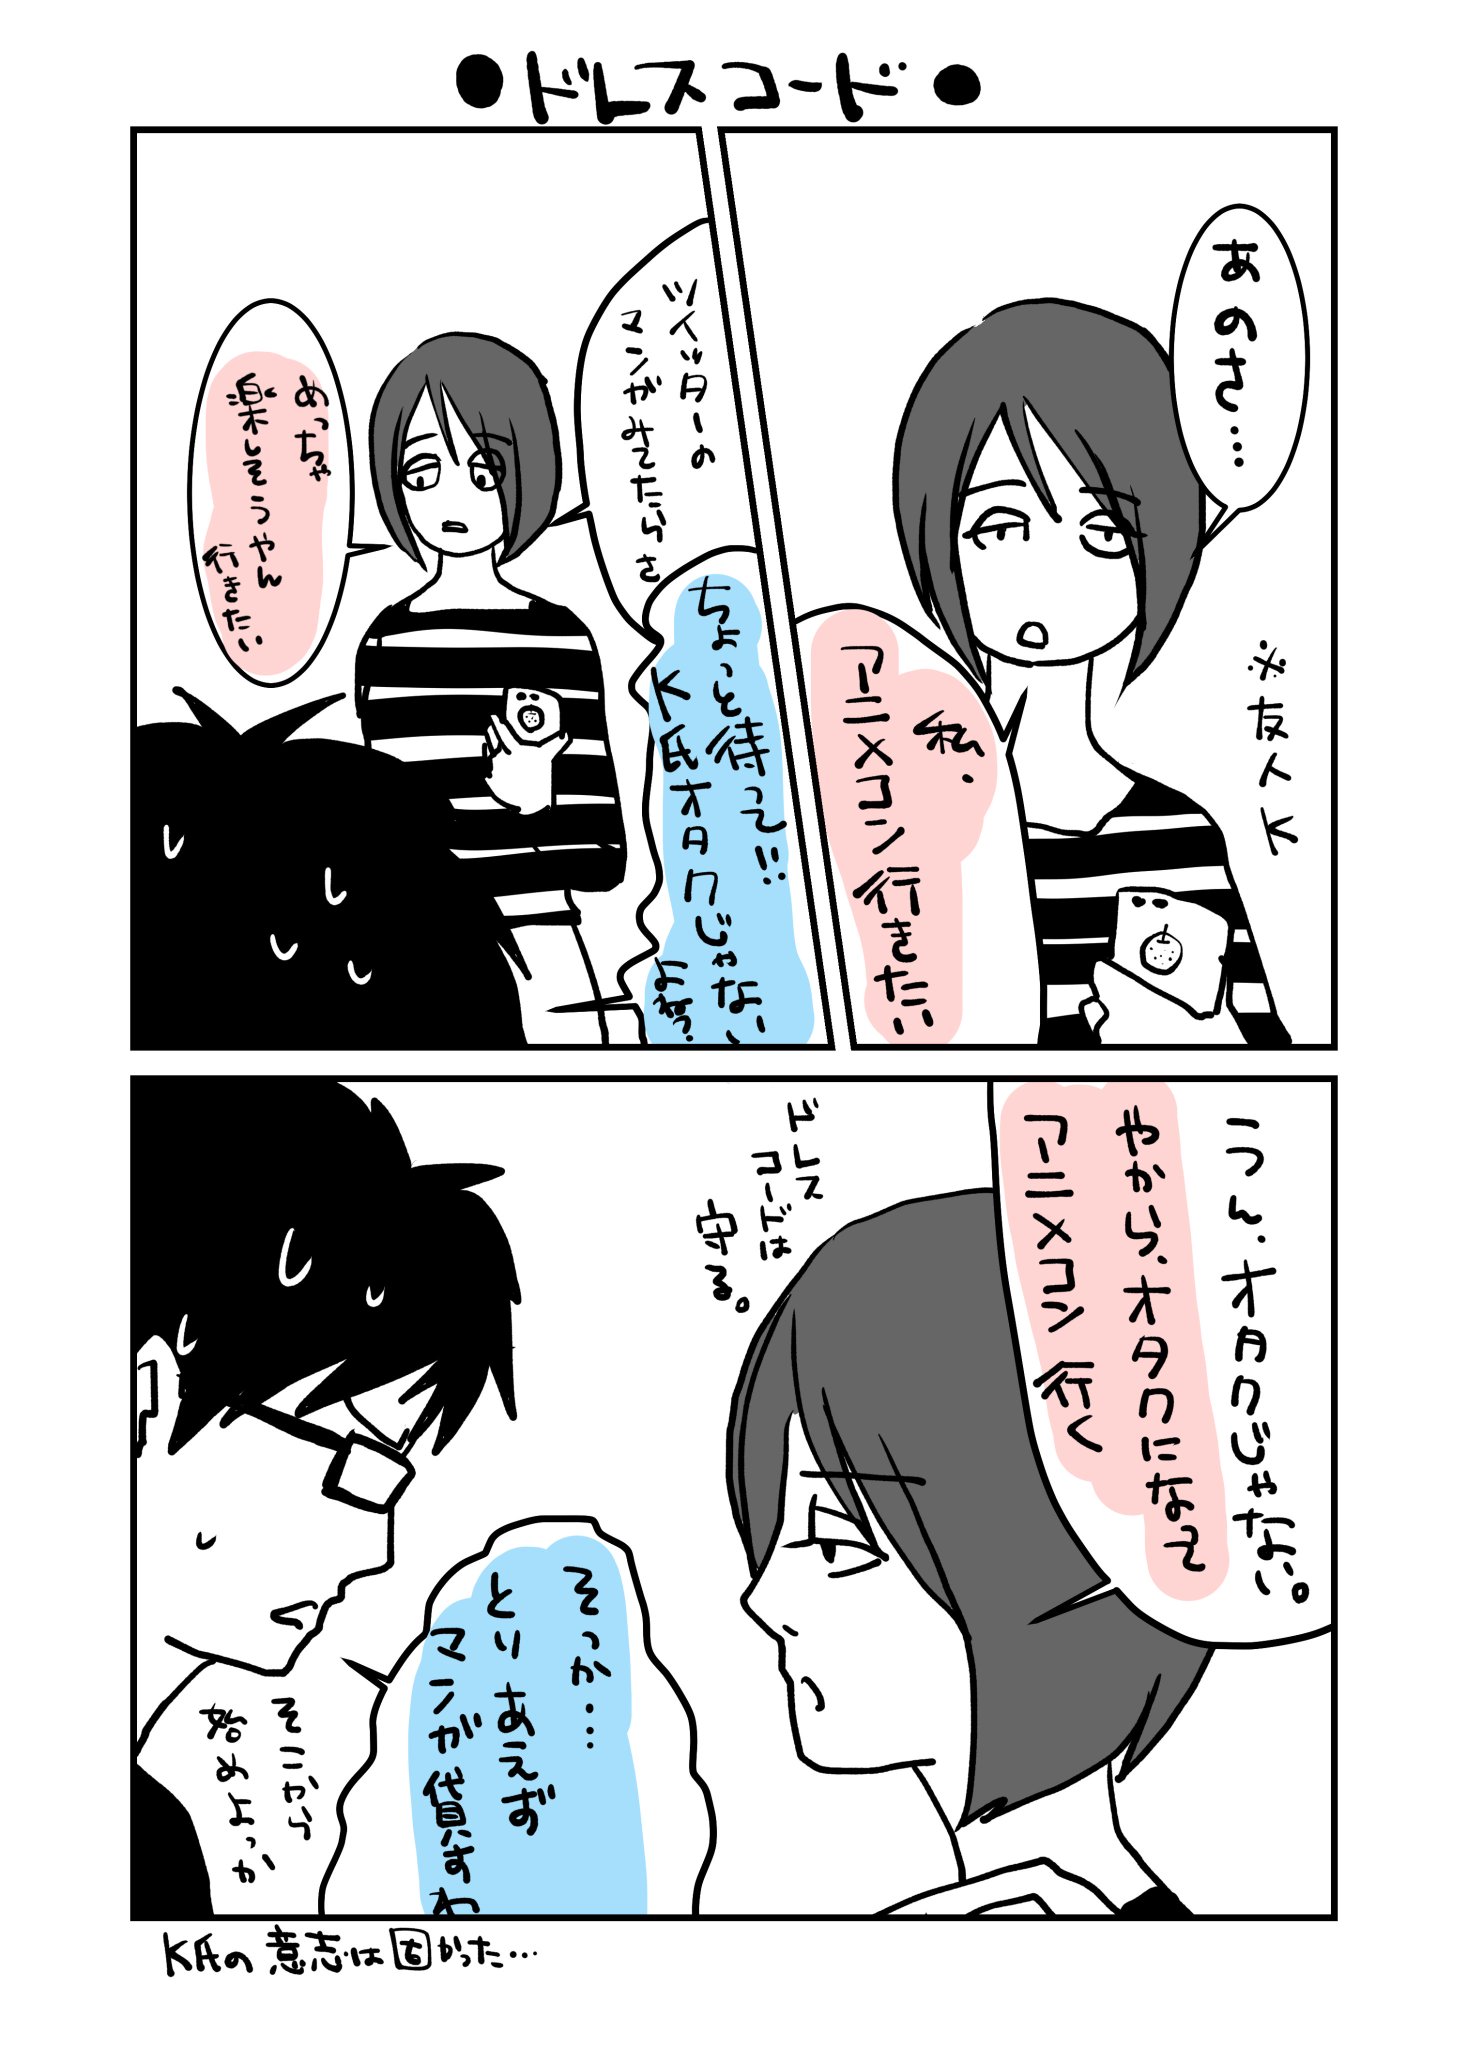 ●ドレスコード●
あのさ…
※友人K
私、
アニメコン行きたい
ツイッターの
マンガみてたらさ
ちょっと待って!!
K氏オタクじゃない
よね?
めっちゃ
楽しそうやん
行きたい
うん、オタクじゃない。
やから、オタクになって
アニメコン行く
ドレス
コードは
守る。
そっか…
とりあえず
マンガ貸すわ
そこから
始めよっか
K氏の意志は固かった…